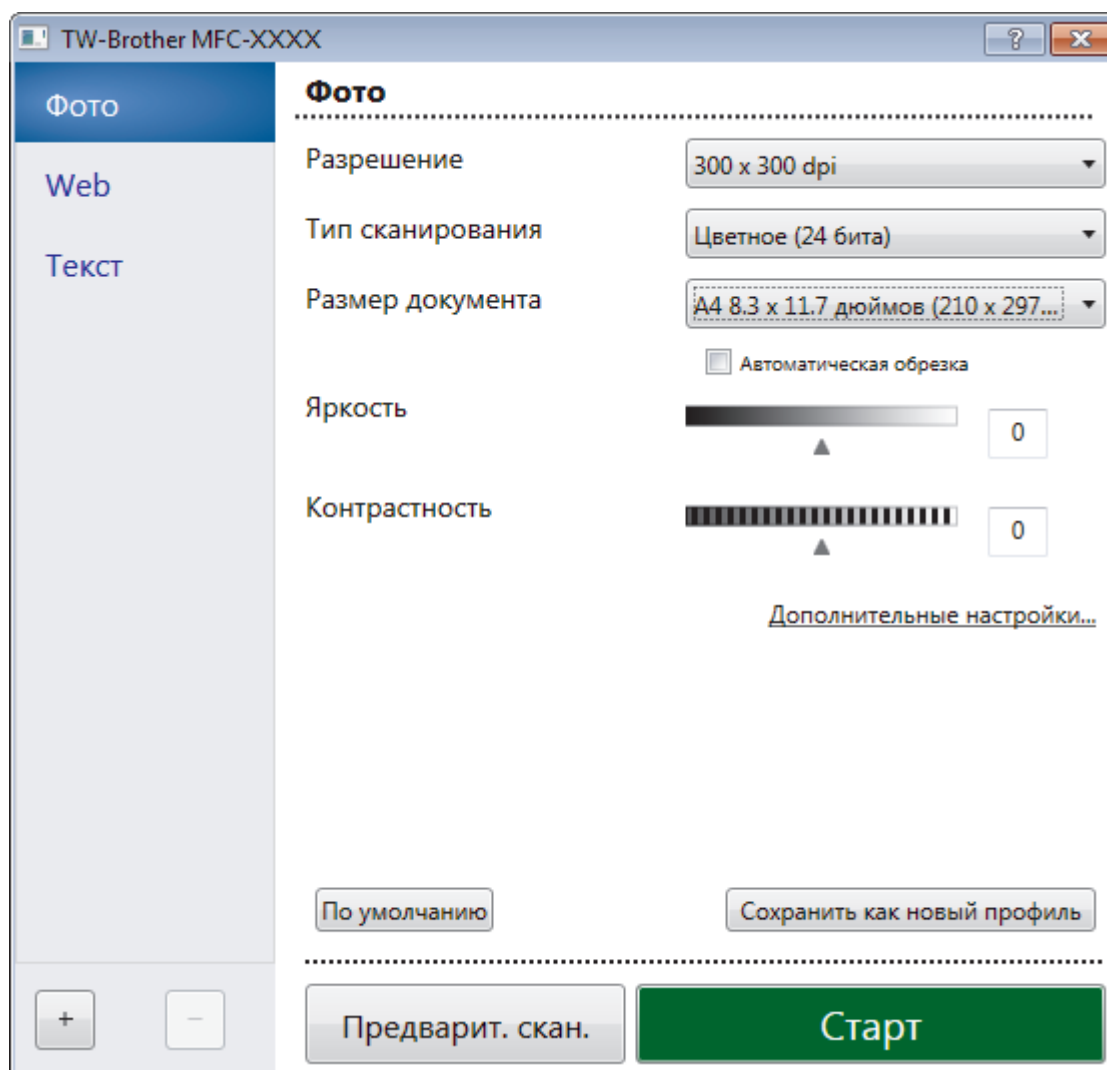 TW-Brother MFC-XXXX
?
Фото
Web
Текст
Фото
Разрешение
300 x 300 dpi
Тип сканирования
Цветное (24 бита)
Размер документа
A4 8.3 x 11.7 дюймов (210 x 297...
Автоматическая обрезка
Яркость
0
Контрастность
0
Дополнительные настройки...
По умолчанию
Сохранить как новый профиль
+
−
Предварит. скан.
Старт